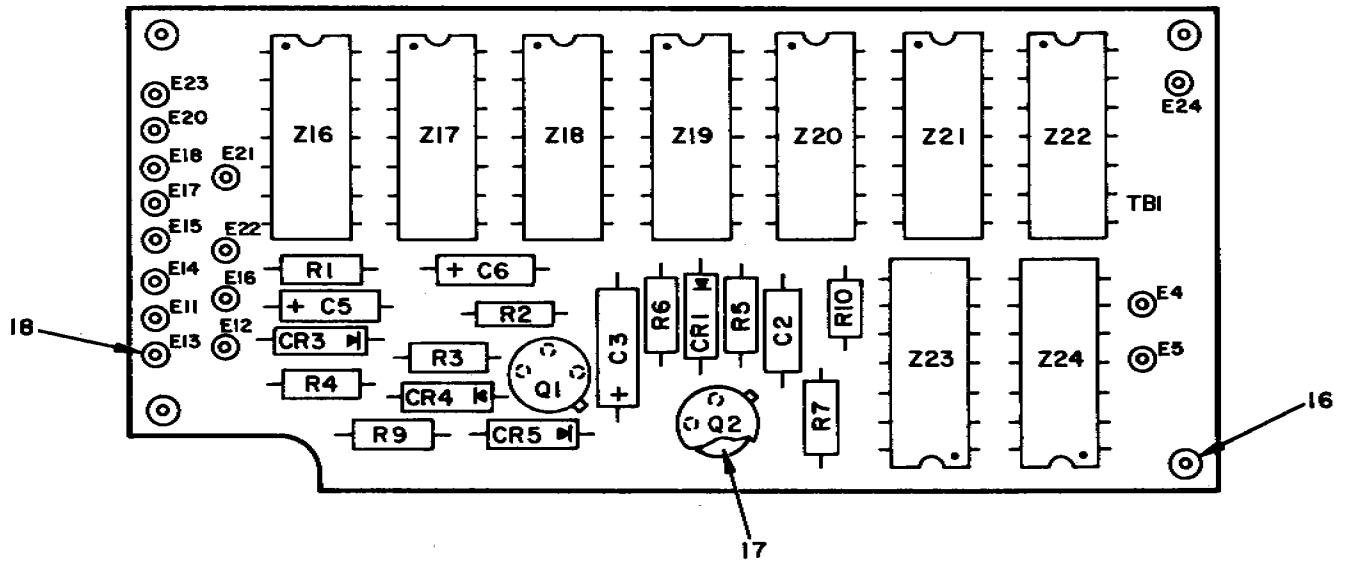 E23
E20
E18
E17
E15
E14
E11
E13
E21
E22
E16
E12
Z16 Z17 Z18 Z19 Z20 Z21 Z22
E24
TB1
R1
+ C6
+ C5
R2
CR3
R3
R4
CR4
Q1
R9
CR5
C3 +
R6
CR1
R5
C2
R10
Q2
R7
Z23
Z24
E4
E5
18
17
16